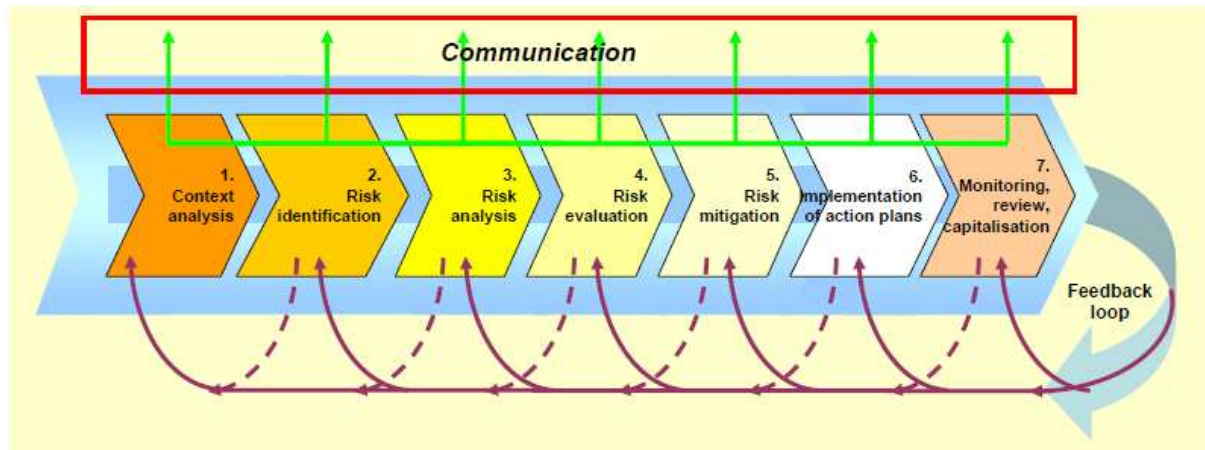 Communication
1.
Context
analysis
2.
Risk
identification
3.
Risk
analysis
4.
Risk
evaluation
5.
Risk
mitigation
6.
Implementation
of action plans
7.
Monitoring,
review,
capitalisation
Feedback
loop